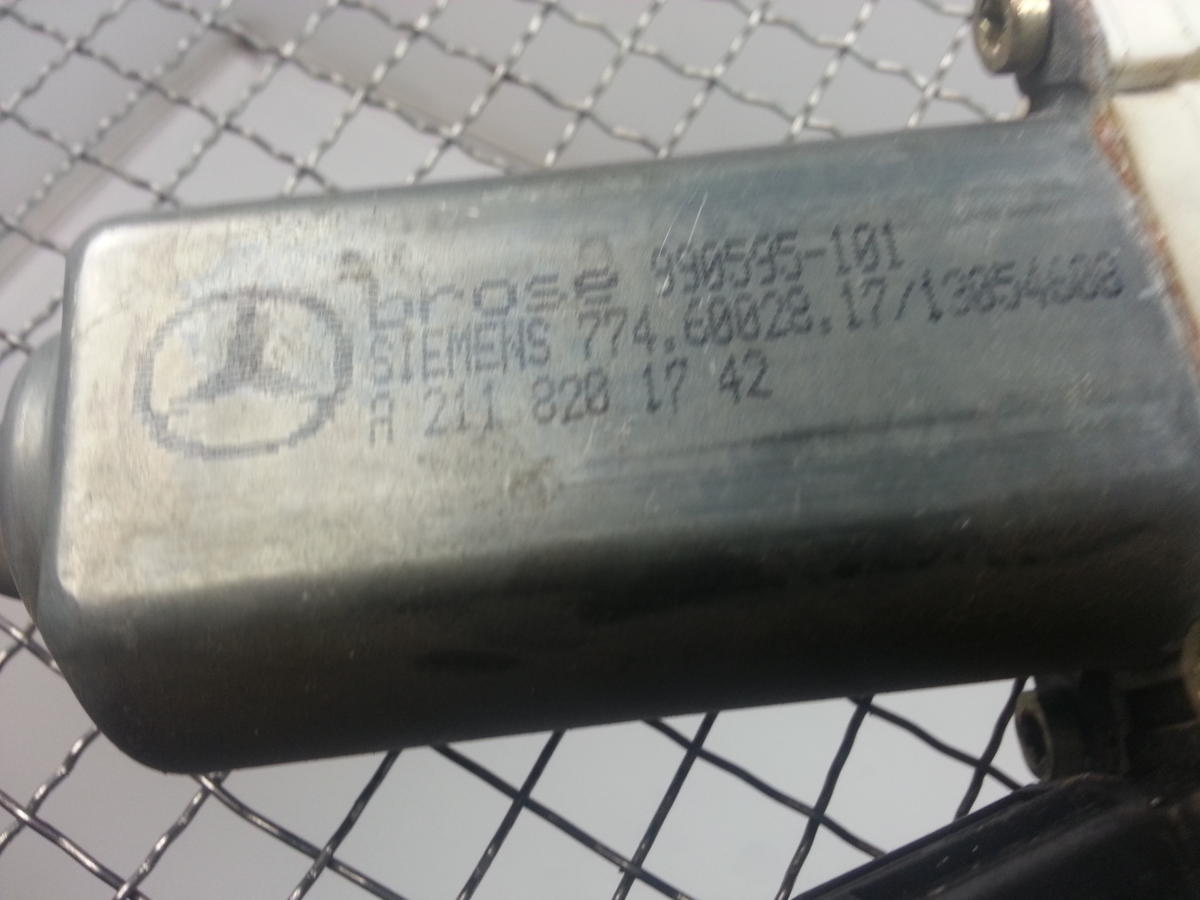 brose 990595-101
SIEMENS 774.60028.17/13054608
A 211 820 17 42